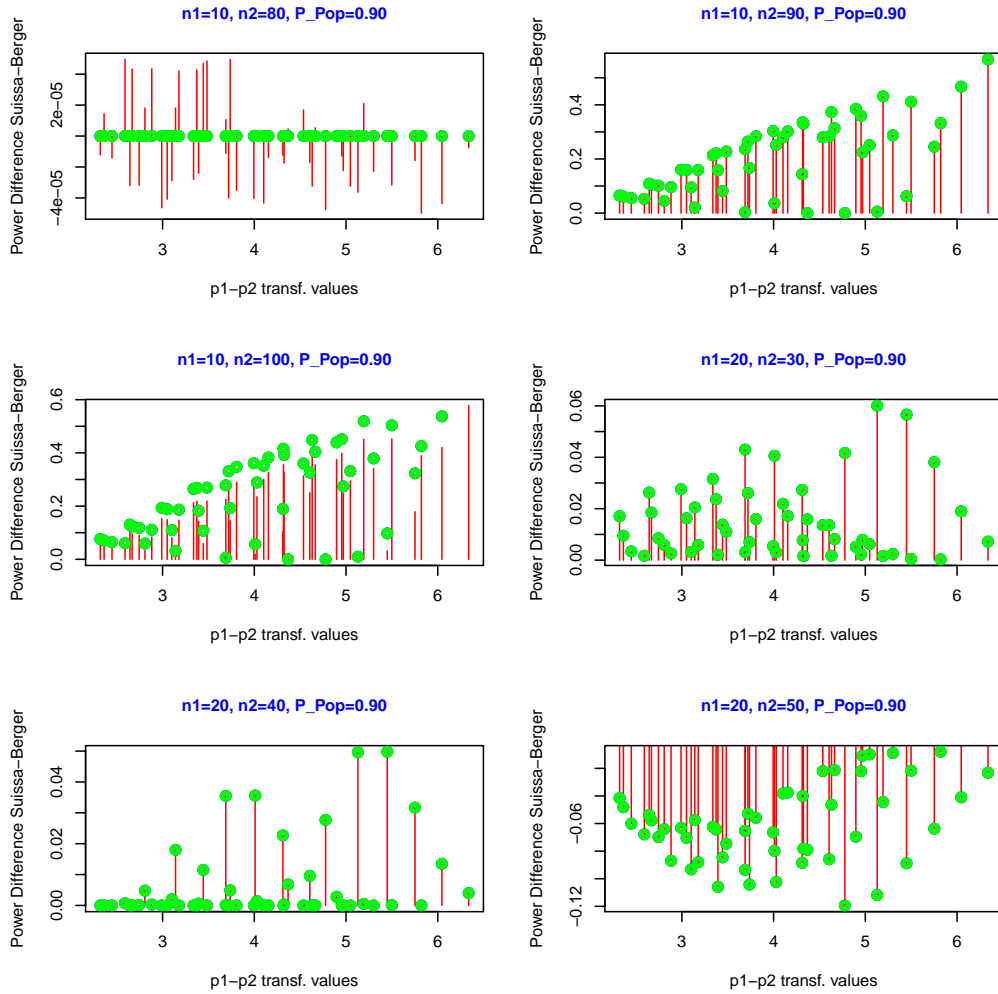 n1=10, n2=80, P_Pop=0.90
Power Difference Suissa−Berger
2e−05
−4e−05
3 4 5 6
p1−p2 transf. values
n1=10, n2=90, P_Pop=0.90
Power Difference Suissa−Berger
0.4
0.2
0.0
3 4 5 6
p1−p2 transf. values
n1=10, n2=100, P_Pop=0.90
Power Difference Suissa−Berger
0.6
0.4
0.2
0.0
3 4 5 6
p1−p2 transf. values
n1=20, n2=30, P_Pop=0.90
Power Difference Suissa−Berger
0.06
0.03
0.00
3 4 5 6
p1−p2 transf. values
n1=20, n2=40, P_Pop=0.90
Power Difference Suissa−Berger
0.04
0.02
0.00
3 4 5 6
p1−p2 transf. values
n1=20, n2=50, P_Pop=0.90
Power Difference Suissa−Berger
−0.06
−0.12
3 4 5 6
p1−p2 transf. values